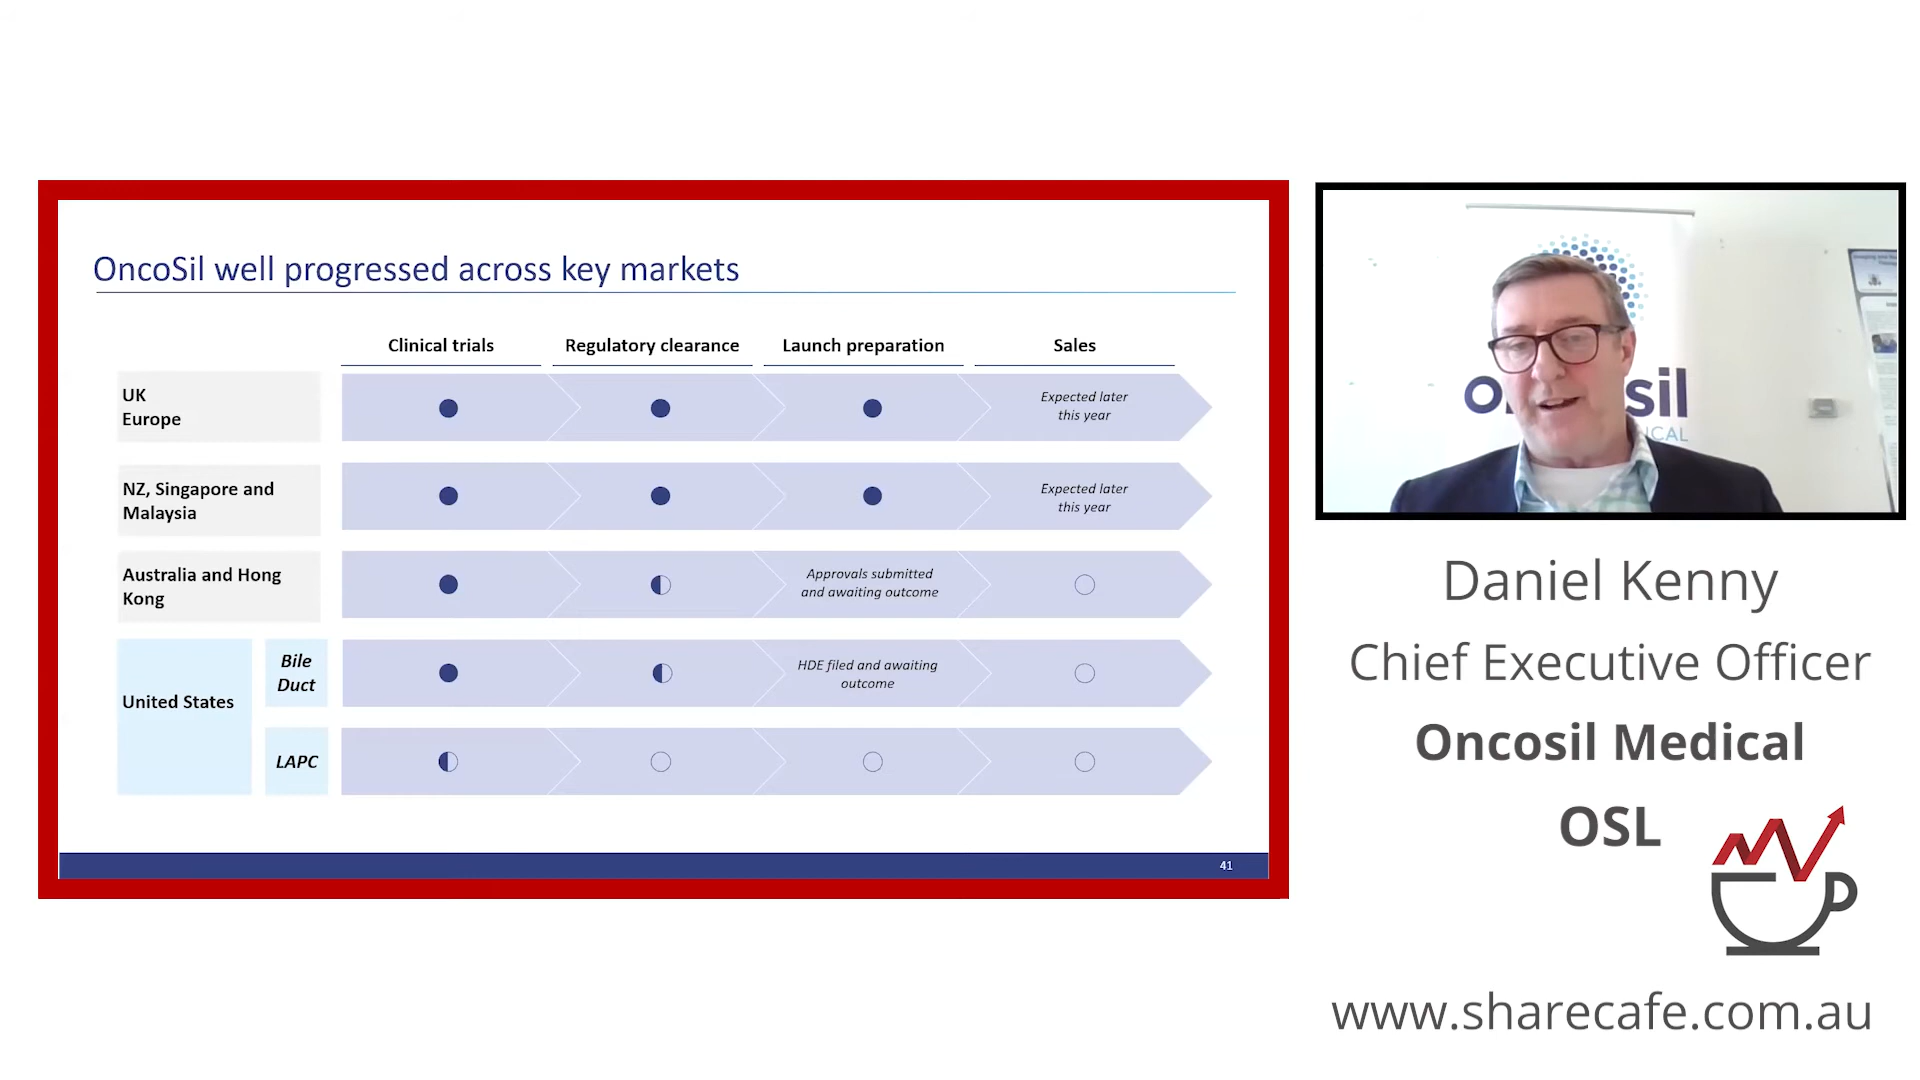 OncoSil well progressed across key markets
Clinical trials
Regulatory clearance
Launch preparation
Sales
UK
Europe
Expected later
this year
NZ, Singapore and
Malaysia
Expected later
this year
Australia and Hong
Kong
Approvals submitted
and awaiting outcome
United States
Bile
Duct
HDE filed and awaiting
outcome
LAPC
41
sil
ICAL
Daniel Kenny
Chief Executive Officer
Oncosil Medical
OSL
www.sharecafe.com.au